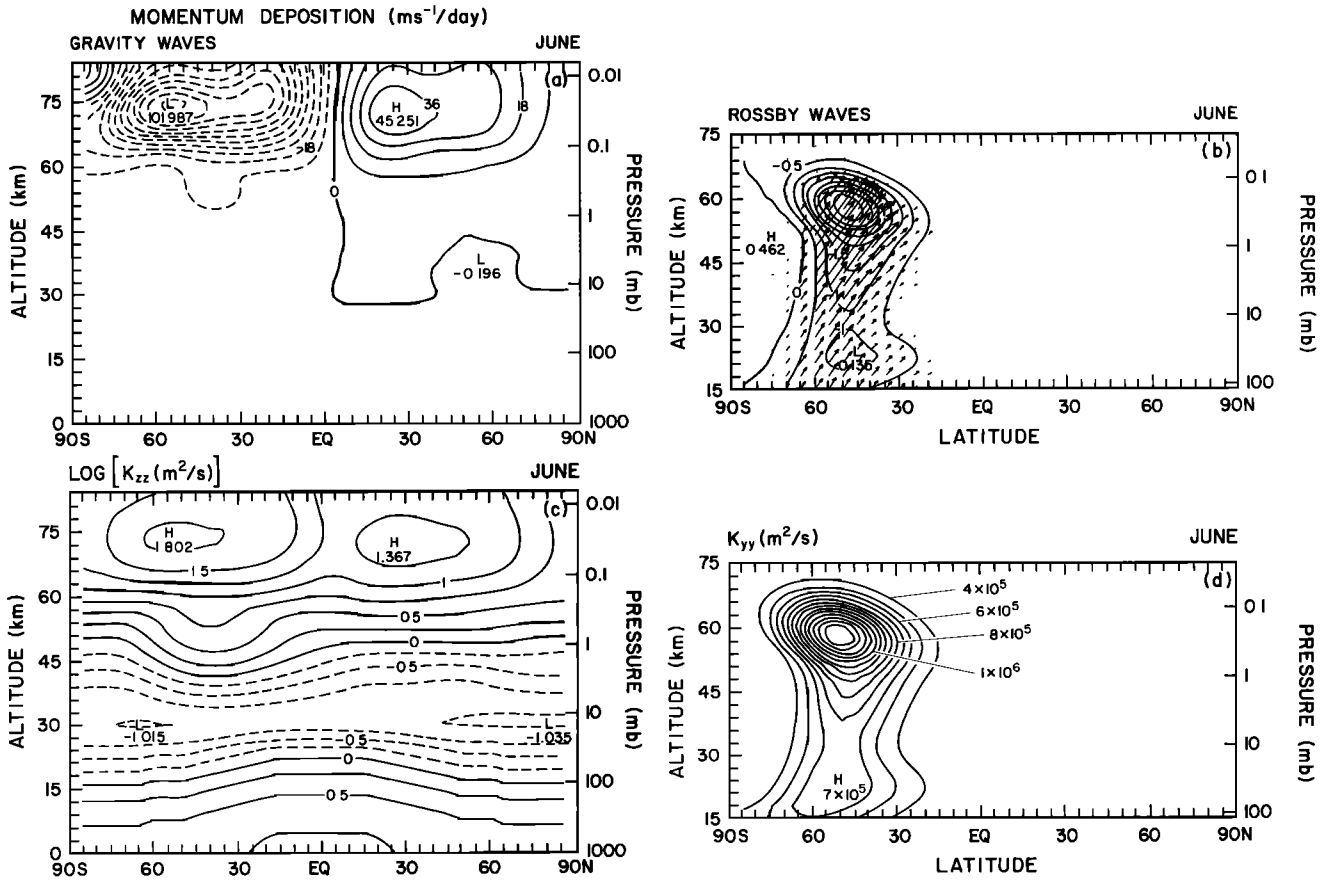 MOMENTUM DEPOSITION (ms⁻¹/day)
GRAVITY WAVES JUNE
(a)
ALTITUDE (km)
75
60
45
30
15
0
L
101 987
-18
H
45 251
36
18
0
L
-0 196
0.01
0.1
1
10
100
1000
PRESSURE (mb)
90S 60 30 EQ 30 60 90N
ROSSBY WAVES JUNE
(b)
ALTITUDE (km)
75
60
45
30
15
-0.5
H
0 462
0
-1
L
0 1
1
10
100
PRESSURE (mb)
90S 60 30 EQ 30 60 90N
LATITUDE
LOG [Kzz (m²/s)] JUNE
(c)
ALTITUDE (km)
75
60
45
30
15
0
H
1 802
1 5
H
1.367
1
05
0
-0.5
L
-1 015
L
-1.035
-0.5
0
0 5
0.01
0.1
1
10
100
1000
PRESSURE (mb)
90S 60 30 EQ 30 60 90N
Kyy (m²/s) JUNE
(d)
ALTITUDE (km)
75
60
45
30
15
4×10⁵
6×10⁵
8×10⁵
1×10⁶
H
7×10⁵
0 1
1
10
100
PRESSURE (mb)
90S 60 30 EQ 30 60 90N
LATITUDE